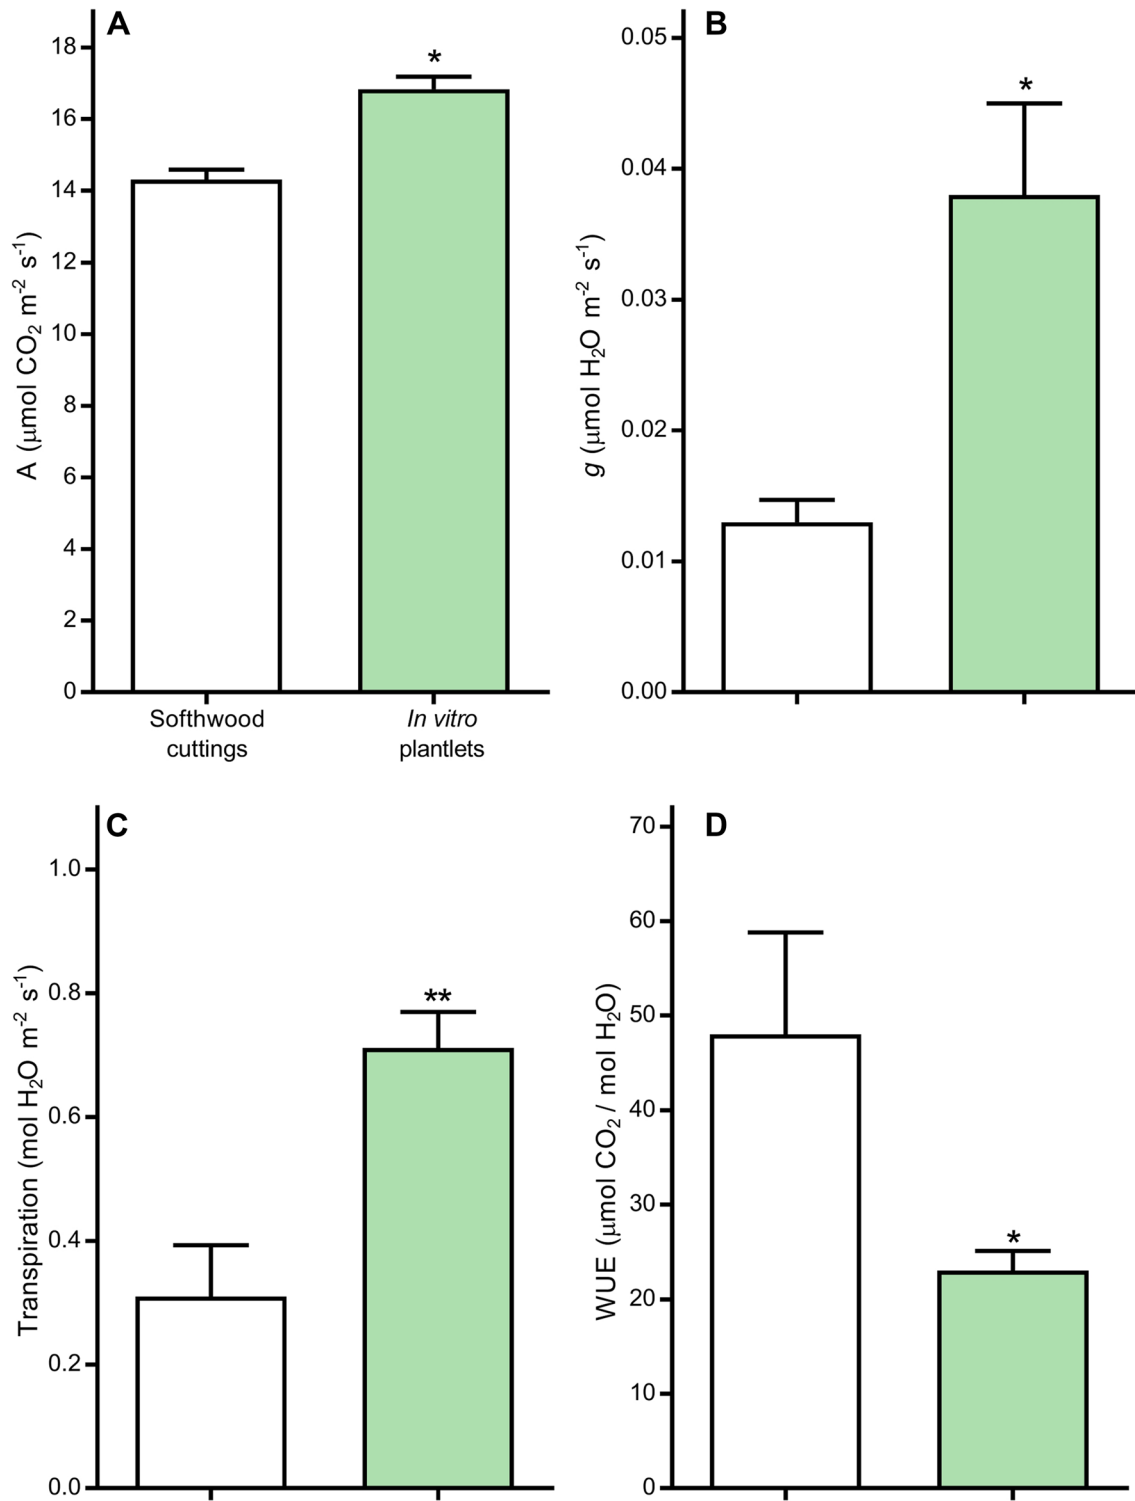 A
18
16
14
12
10
8
6
4
2
0
A (μmol CO₂ m⁻² s⁻¹)
*
Softhwood
cuttings
In vitro
plantlets
B
0.05
0.04
0.03
0.02
0.01
0.00
g (μmol H₂O m⁻² s⁻¹)
*
C
1.0
0.8
0.6
0.4
0.2
0.0
Transpiration (mol H₂O m⁻² s⁻¹)
**
D
70
60
50
40
30
20
10
0
WUE (μmol CO₂ / mol H₂O)
*